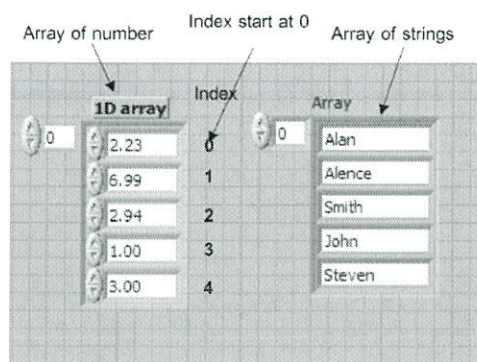 Index start at 0
Array of number
Array of strings
1D array
Index
Array
0
2.23
0
0
Alan
6.99
1
Alence
2.94
2
Smith
1.00
3
John
3.00
4
Steven